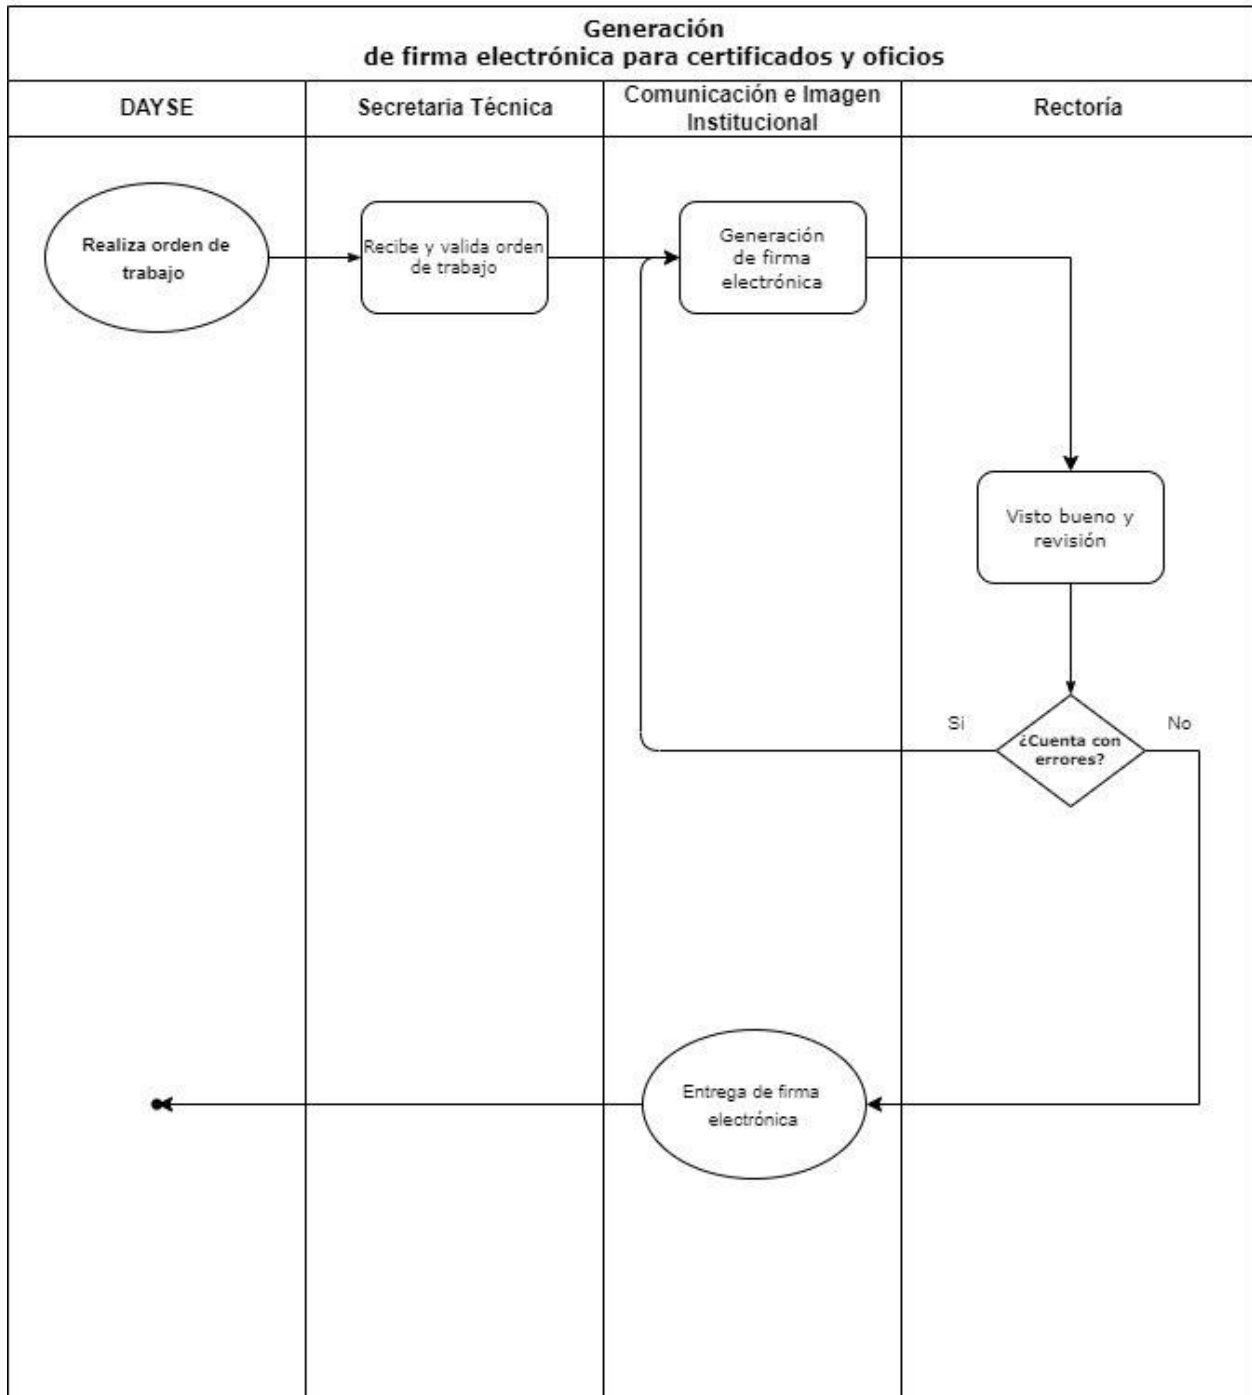 Generación
de firma electrónica para certificados y oficios
DAYSE
Secretaria Técnica
Comunicación e Imagen
Institucional
Rectoría
Realiza orden de
trabajo
Recibe y valida orden
de trabajo
Generación
de firma
electrónica
Visto bueno y
revisión
Si
¿Cuenta con
errores?
No
Entrega de firma
electrónica